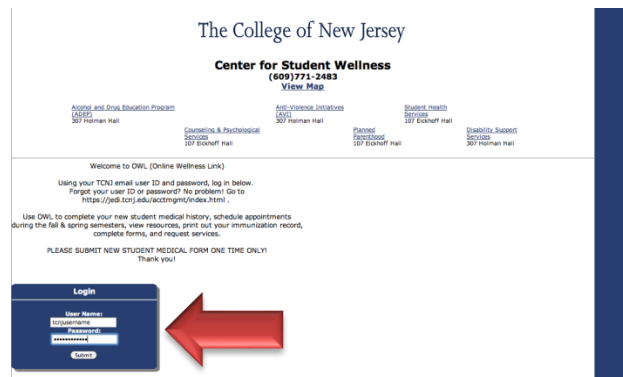 The College of New Jersey
Center for Student Wellness
(609)771-2483
View Map
Alcohol and Drug Education Program
(ADEP)
307 Holman Hall
Anti-Violence Initiatives
(AVI)
307 Holman Hall
Student Health
Services
107 Eickhoff Hall
Counseling & Psychological
Services
107 Eickhoff Hall
Planned
Parenthood
107 Eickhoff Hall
Disability Support
Services
307 Holman Hall
Welcome to OWL (Online Wellness Link)
Using your TCNJ email user ID and password, log in below.
Forgot your user ID or password? No problem! Go to
https://jedi.tcnj.edu/acctmgmt/index.html .
Use OWL to complete your new student medical history, schedule appointments
during the fall & spring semesters, view resources, print out your immunization record,
complete forms, and request services.
PLEASE SUBMIT NEW STUDENT MEDICAL FORM ONE TIME ONLY!
Thank you!
Login
User Name:
tcnjusername
Password:
••••••••••••
Submit